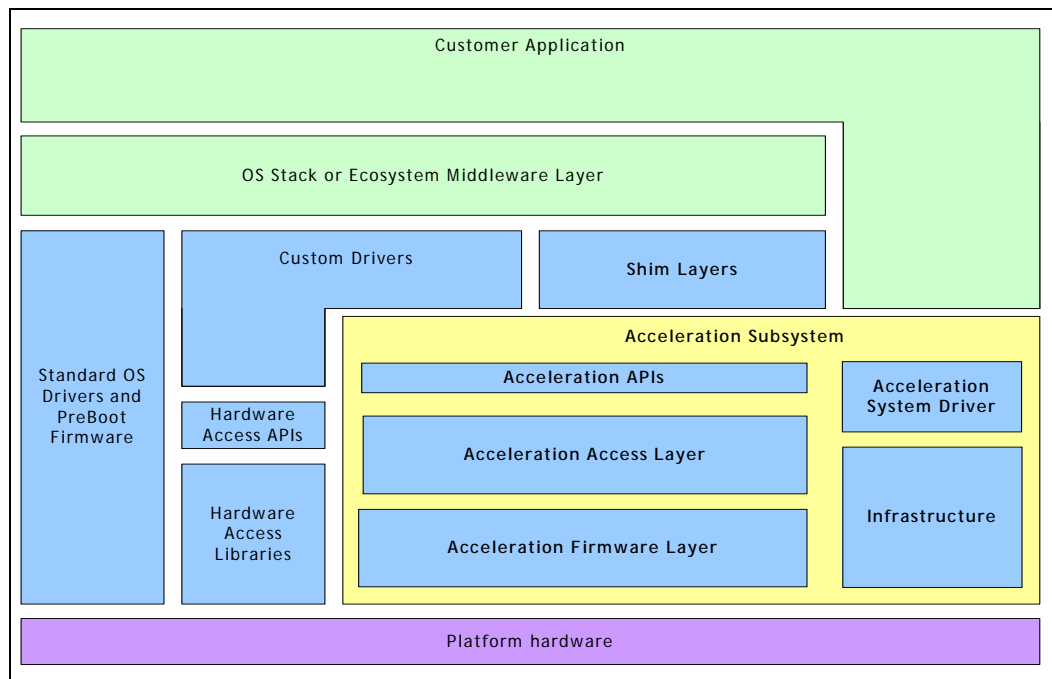 Customer Application
OS Stack or Ecosystem Middleware Layer
Custom Drivers
Shim Layers
Standard OS
Drivers and
PreBoot
Firmware
Hardware
Access APIs
Hardware
Access
Libraries
Acceleration Subsystem
Acceleration APIs
Acceleration Access Layer
Acceleration Firmware Layer
Acceleration
System Driver
Infrastructure
Platform hardware